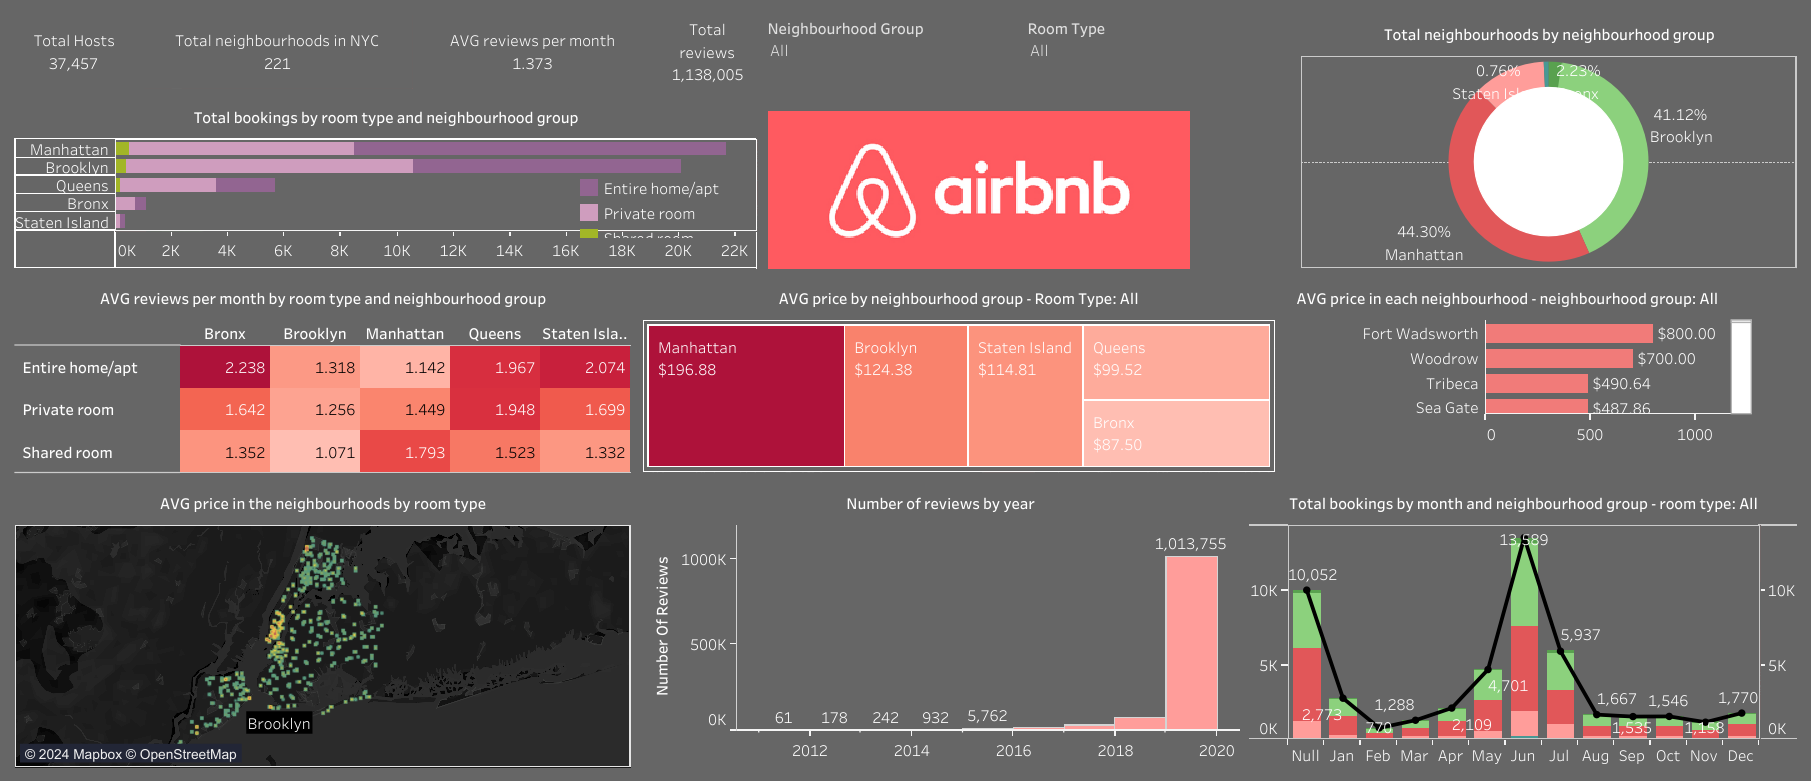 Total Hosts
37,457
Total neighbourhoods in NYC
221
AVG reviews per month
1.373
Total
reviews
1,138,005
Neighbourhood Group
All
Room Type
All
Total neighbourhoods by neighbourhood group
0.76%
Staten Isl
2.23%
nx
41.12%
Brooklyn
44.30%
Manhattan
Total bookings by room type and neighbourhood group
Manhattan
Brooklyn
Queens
Bronx
Staten Island
Entire home/apt
Private room
Shared room
0K 2K 4K 6K 8K 10K 12K 14K 16K 18K 20K 22K
airbnb
AVG reviews per month by room type and neighbourhood group
Bronx Brooklyn Manhattan Queens Staten Isla..
Entire home/apt 2.238 1.318 1.142 1.967 2.074
Private room 1.642 1.256 1.449 1.948 1.699
Shared room 1.352 1.071 1.793 1.523 1.332
AVG price by neighbourhood group - Room Type: All
Manhattan
$196.88
Brooklyn
$124.38
Staten Island
$114.81
Queens
$99.52
Bronx
$87.50
AVG price in each neighbourhood - neighbourhood group: All
Fort Wadsworth $800.00
Woodrow $700.00
Tribeca $490.64
Sea Gate $487.86
0 500 1000
AVG price in the neighbourhoods by room type
Brooklyn
© 2024 Mapbox © OpenStreetMap
Number of reviews by year
Number Of Reviews
1000K
500K
0K
61 178 242 932 5,762 1,013,755
2012 2014 2016 2018 2020
Total bookings by month and neighbourhood group - room type: All
10K
5K
0K
10,052 2,773 770 1,288 2,109 4,701 13,589 5,937 1,667 1,535 1,546 1,158 1,770
10K
5K
0K
Null Jan Feb Mar Apr May Jun Jul Aug Sep Oct Nov Dec